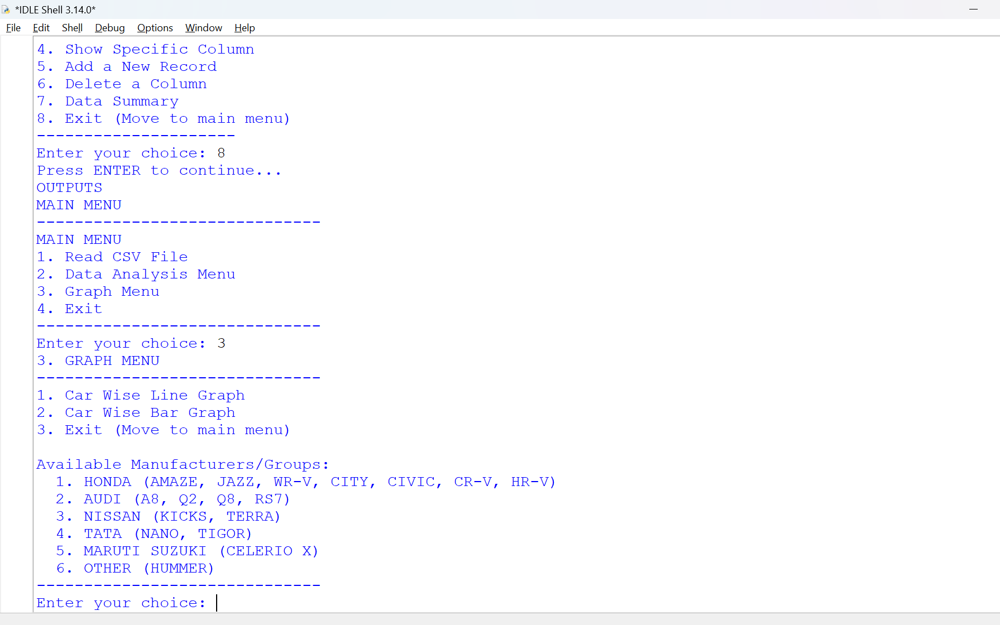 *IDLE Shell 3.14.0*
File Edit Shell Debug Options Window Help
4. Show Specific Column
5. Add a New Record
6. Delete a Column
7. Data Summary
8. Exit (Move to main menu)
---------------------
Enter your choice: 8
Press ENTER to continue...
OUTPUTS
MAIN MENU
------------------------------
MAIN MENU
1. Read CSV File
2. Data Analysis Menu
3. Graph Menu
4. Exit
------------------------------
Enter your choice: 3
3. GRAPH MENU
------------------------------
1. Car Wise Line Graph
2. Car Wise Bar Graph
3. Exit (Move to main menu)
Available Manufacturers/Groups:
1. HONDA (AMAZE, JAZZ, WR-V, CITY, CIVIC, CR-V, HR-V)
2. AUDI (A8, Q2, Q8, RS7)
3. NISSAN (KICKS, TERRA)
4. TATA (NANO, TIGOR)
5. MARUTI SUZUKI (CELERIO X)
6. OTHER (HUMMER)
------------------------------
Enter your choice: